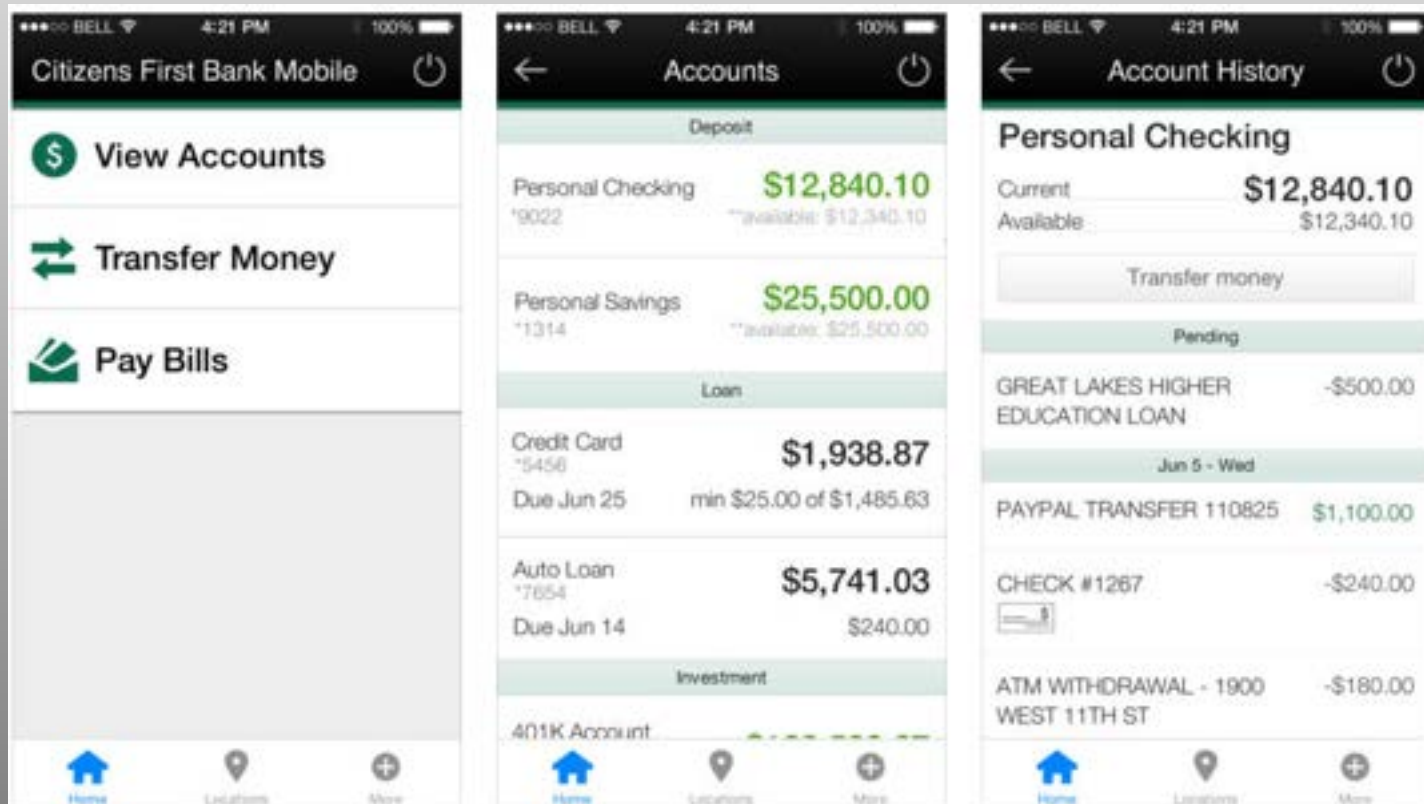 BELL 4:21 PM 100%
Citizens First Bank Mobile
View Accounts
Transfer Money
Pay Bills
Home Locations More
BELL 4:21 PM 100%
Accounts
Deposit
Personal Checking $12,840.10
*9022 **available: $12,340.10
Personal Savings $25,500.00
*1314 **available: $25,500.00
Loan
Credit Card $1,938.87
*5456
Due Jun 25 min $25.00 of $1,485.63
Auto Loan $5,741.03
*7654
Due Jun 14 $240.00
Investment
401K Account
Home Locations More
BELL 4:21 PM 100%
Account History
Personal Checking
Current $12,840.10
Available $12,340.10
Transfer money
Pending
GREAT LAKES HIGHER -$500.00
EDUCATION LOAN
Jun 5 - Wed
PAYPAL TRANSFER 110825 $1,100.00
CHECK #1267 -$240.00
ATM WITHDRAWAL - 1900 -$180.00
WEST 11TH ST
Home Locations More